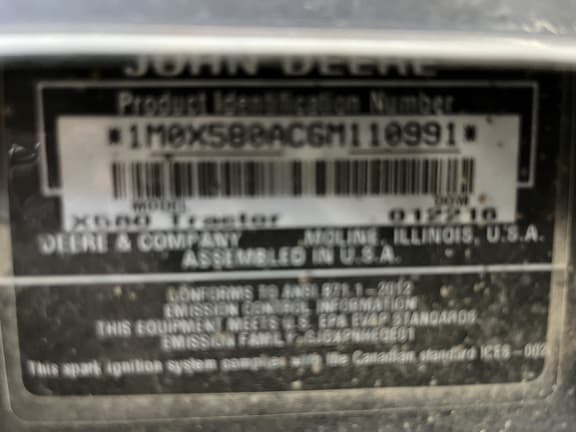 JOHN DEERE
Product Identification Number
*1M0X580ACGM110991*
MODEL DOM
X580 Tractor 012216
DEERE & COMPANY MOLINE, ILLINOIS, U.S.A.
ASSEMBLED IN U.S.A.
CONFORMS TO ANSI B71.1-2012
EMISSION CONTROL INFORMATION
THIS EQUIPMENT MEETS U.S. EPA EVAP STANDARDS
EMISSION FAMILY:
This spark ignition system complies with the Canadian standard ICES-002